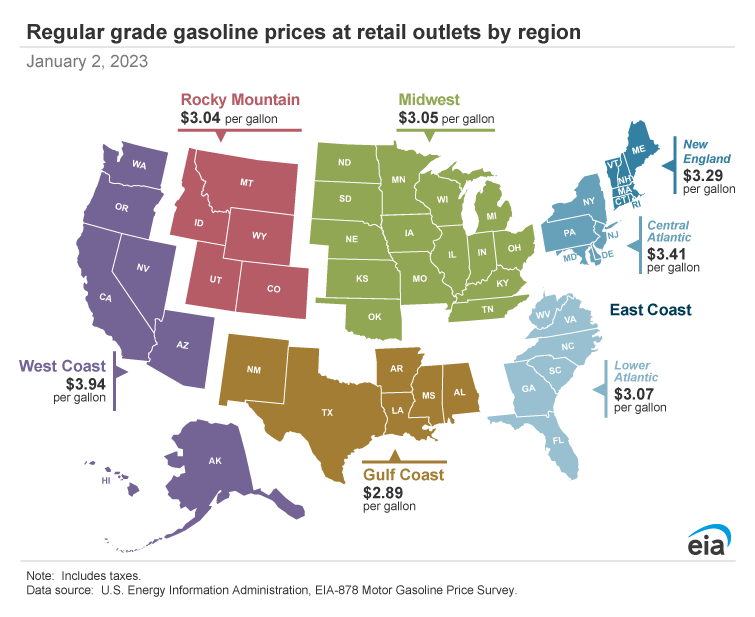 Regular grade gasoline prices at retail outlets by region
January 2, 2023
Rocky Mountain
$3.04 per gallon
Midwest
$3.05 per gallon
New
England
$3.29
per gallon
Central
Atlantic
$3.41
per gallon
East Coast
Lower
Atlantic
$3.07
per gallon
West Coast
$3.94
per gallon
Gulf Coast
$2.89
per gallon
WA
OR
CA
NV
AZ
AK
HI
MT
ID
WY
UT
CO
ND
SD
NE
KS
OK
MN
IA
MO
WI
IL
MI
IN
OH
KY
TN
NM
TX
AR
LA
MS
AL
ME
VT
NH
MA
CT
RI
NY
PA
NJ
MD
DE
WV
VA
NC
SC
GA
FL
eia
Note: Includes taxes.
Data source: U.S. Energy Information Administration, EIA-878 Motor Gasoline Price Survey.